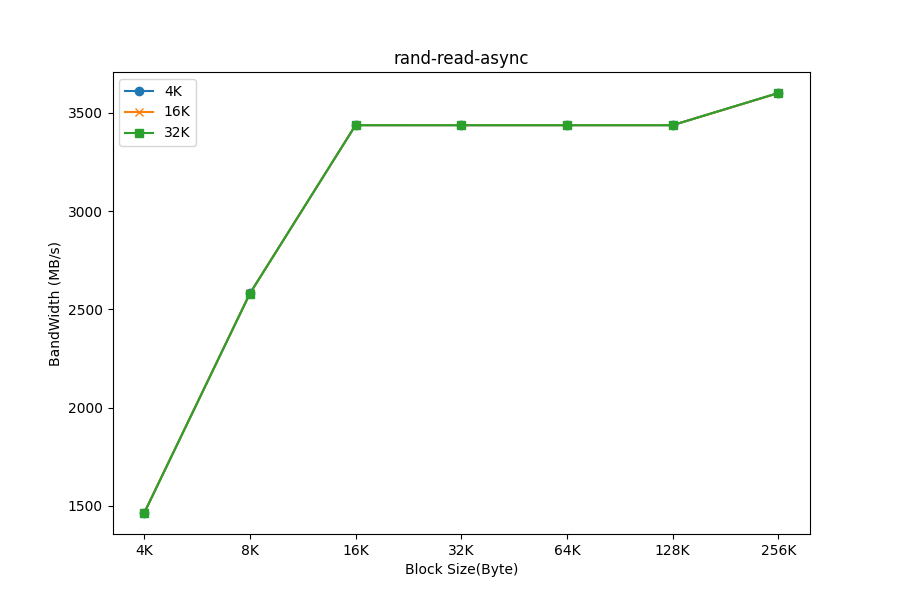 rand-read-async
4K
16K
32K
3500
3000
2500
2000
1500
BandWidth (MB/s)
4K 8K 16K 32K 64K 128K 256K
Block Size(Byte)